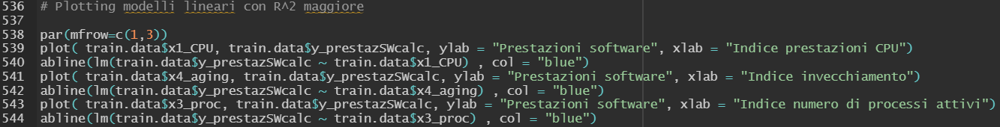 536 # Plotting modelli lineari con R^2 maggiore
537
538 par(mfrow=c(1,3))
539 plot( train.data$x1_CPU, train.data$y_prestazSWcalc, ylab = "Prestazioni software", xlab = "Indice prestazioni CPU")
540 abline(lm(train.data$y_prestazSWcalc ~ train.data$x1_CPU) , col = "blue")
541 plot( train.data$x4_aging, train.data$y_prestazSWcalc, ylab = "Prestazioni software", xlab = "Indice invecchiamento")
542 abline(lm(train.data$y_prestazSWcalc ~ train.data$x4_aging) , col = "blue")
543 plot( train.data$x3_proc, train.data$y_prestazSWcalc, ylab = "Prestazioni software", xlab = "Indice numero di processi attivi")
544 abline(lm(train.data$y_prestazSWcalc ~ train.data$x3_proc) , col = "blue")